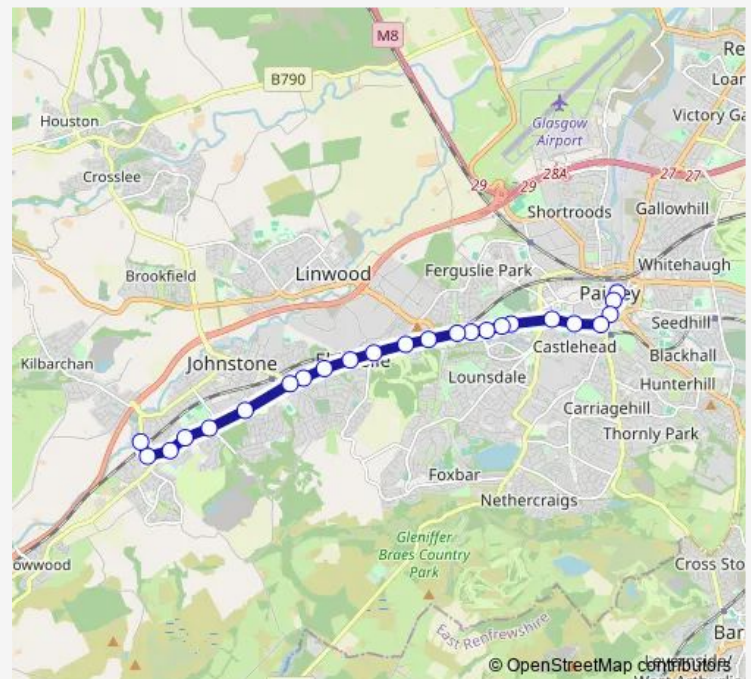 M8
Re
B790
Loar
Houston
Victory Ga
Glasgow
Airport
Crosslee
28A
27 27
29
29
Shortroods
Gallowhill
Linwood
Ferguslie Park
Whitehaugh
Brookfield
Seedhill
Castlehead
Johnstone
Blackhall
Kilbarchan
Lounsdale
Hunterhill
Carriagehill
Thornly Park
Foxbar
Nethercraigs
Gleniffer
Braes Country
Park
owwood
Cross Sto
East Renfrewshire
Bar
© OpenStreetMap contributors